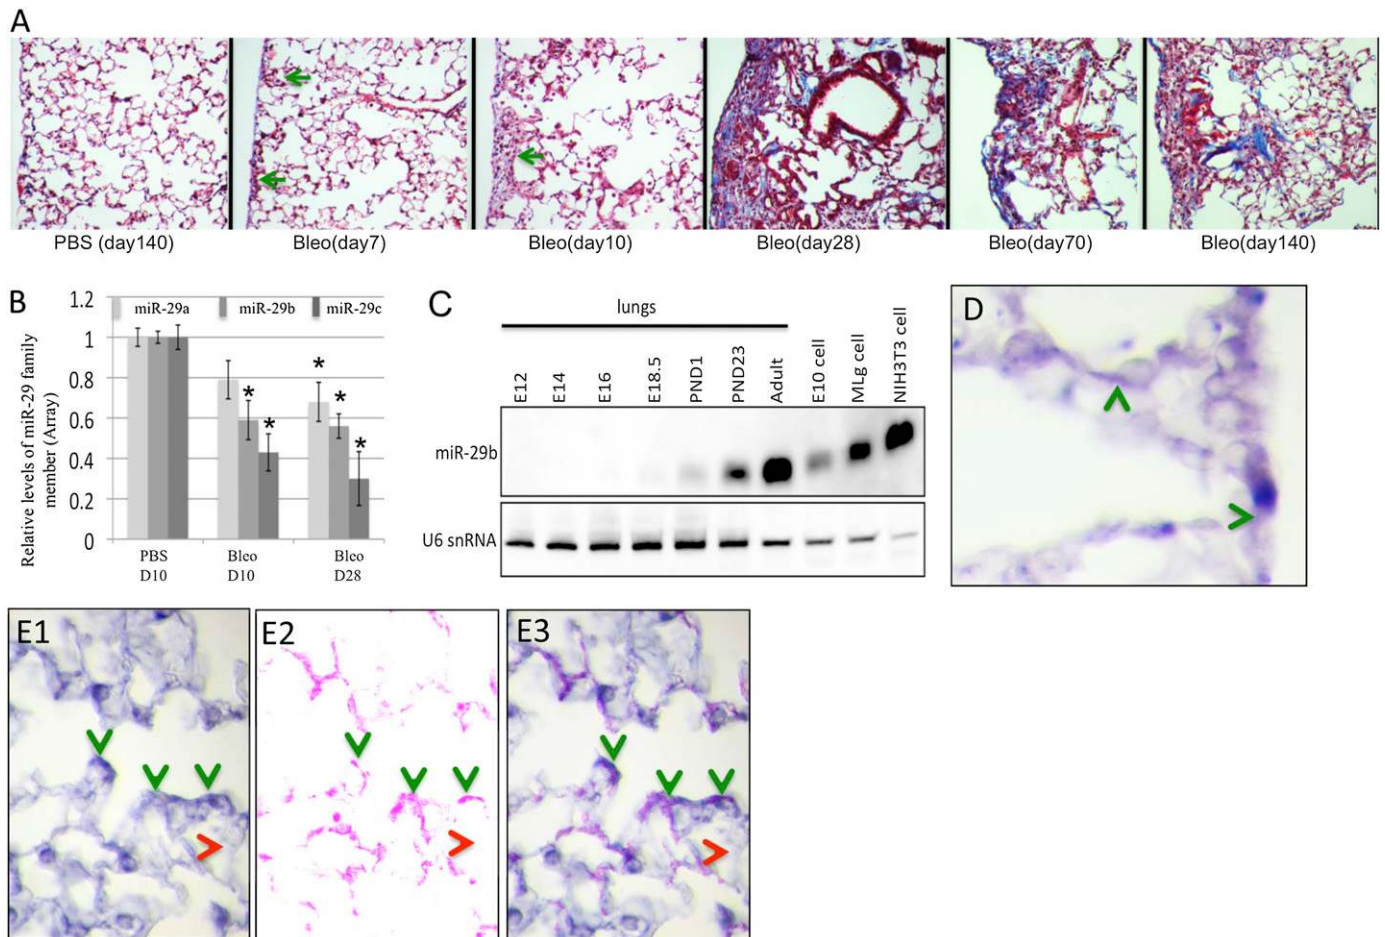 A
PBS (day140) Bleo(day7) Bleo(day10) Bleo(day28) Bleo(day70) Bleo(day140)
B
Relative levels of miR-29 family
member (Array)
1.2
1
0.8
0.6
0.4
0.2
0
miR-29a miR-29b miR-29c
* * * * *
PBS Bleo Bleo
D10 D10 D28
C
lungs
E12 E14 E16 E18.5 PND1 PND23 Adult E10 cell MLg cell NIH3T3 cell
miR-29b
U6 snRNA
D
E1 E2 E3